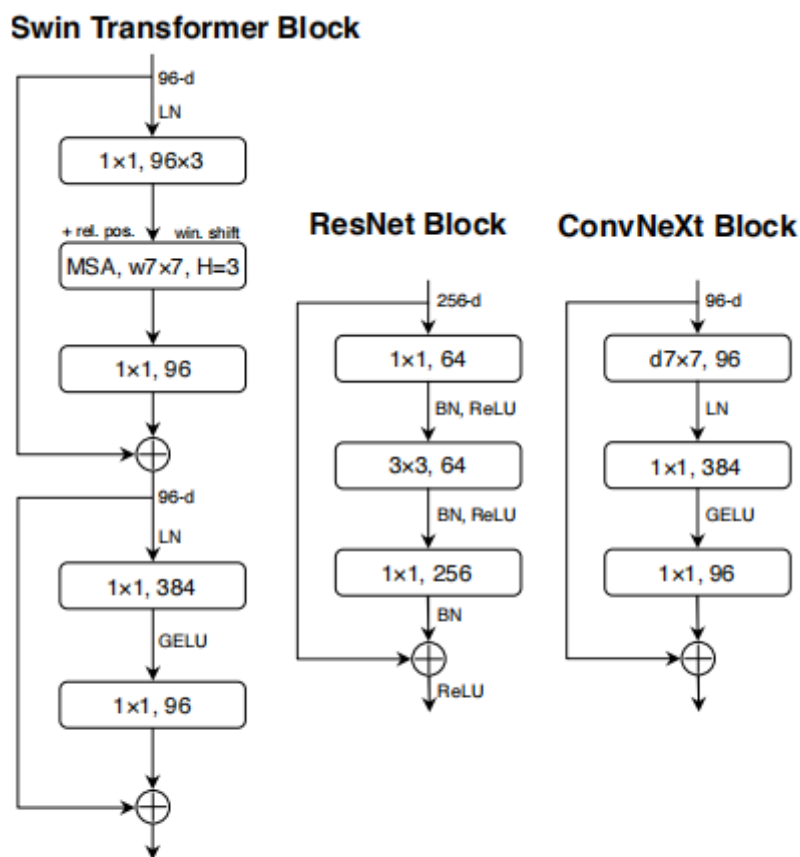 Swin Transformer Block
96-d
LN
1×1, 96×3
+ rel. pos. win. shift
MSA, w7×7, H=3
1×1, 96
96-d
LN
1×1, 384
GELU
1×1, 96
ResNet Block
256-d
1×1, 64
BN, ReLU
3×3, 64
BN, ReLU
1×1, 256
BN
ReLU
ConvNeXt Block
96-d
d7×7, 96
LN
1×1, 384
GELU
1×1, 96